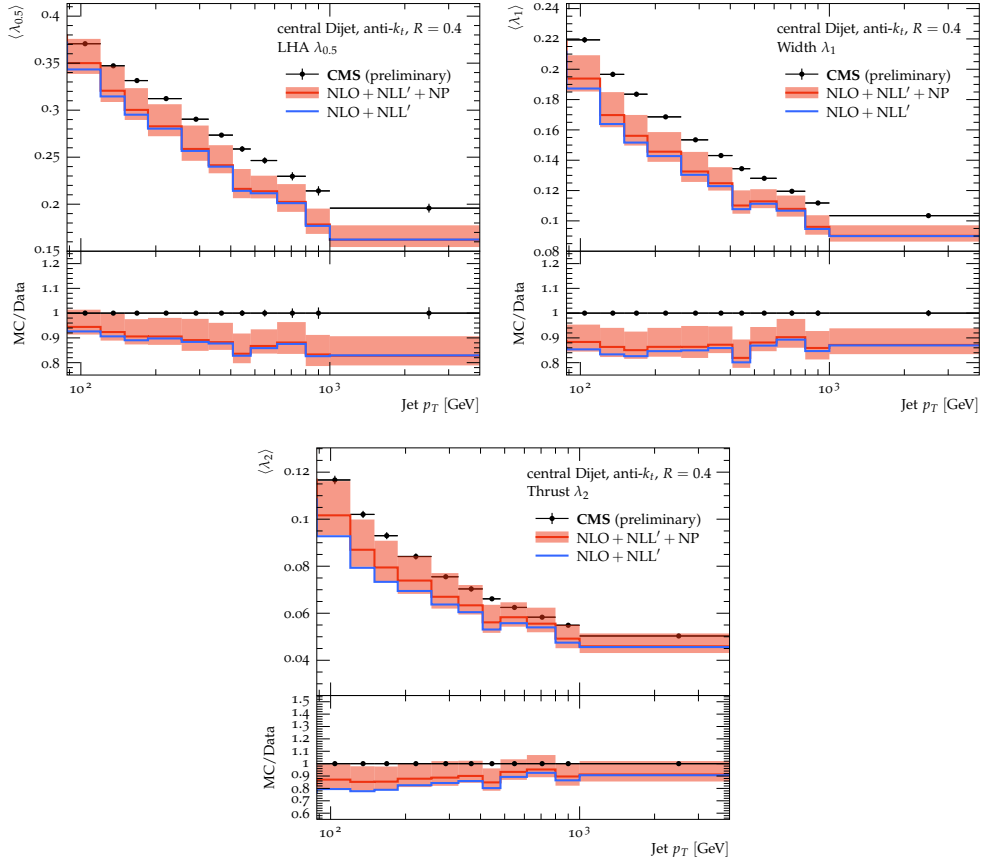 central Dijet, anti-kₜ, R = 0.4
LHA λ₀.₅
CMS (preliminary)
NLO + NLL′ + NP
NLO + NLL′
⟨λ₀.₅⟩
0.4
0.35
0.3
0.25
0.2
0.15
MC/Data
1.2
1.1
1
0.9
0.8
10²
10³
Jet p_T [GeV]
central Dijet, anti-kₜ, R = 0.4
Width λ₁
CMS (preliminary)
NLO + NLL′ + NP
NLO + NLL′
⟨λ₁⟩
0.22
0.2
0.18
0.16
0.14
0.12
0.1
0.08
MC/Data
1.2
1.1
1
0.9
0.8
10²
10³
Jet p_T [GeV]
central Dijet, anti-kₜ, R = 0.4
Thrust λ₂
CMS (preliminary)
NLO + NLL′ + NP
NLO + NLL′
⟨λ₂⟩
0.12
0.1
0.08
0.06
0.04
MC/Data
1.5
1.4
1.3
1.2
1.1
1
0.9
0.8
0.7
0.6
10²
10³
Jet p_T [GeV]